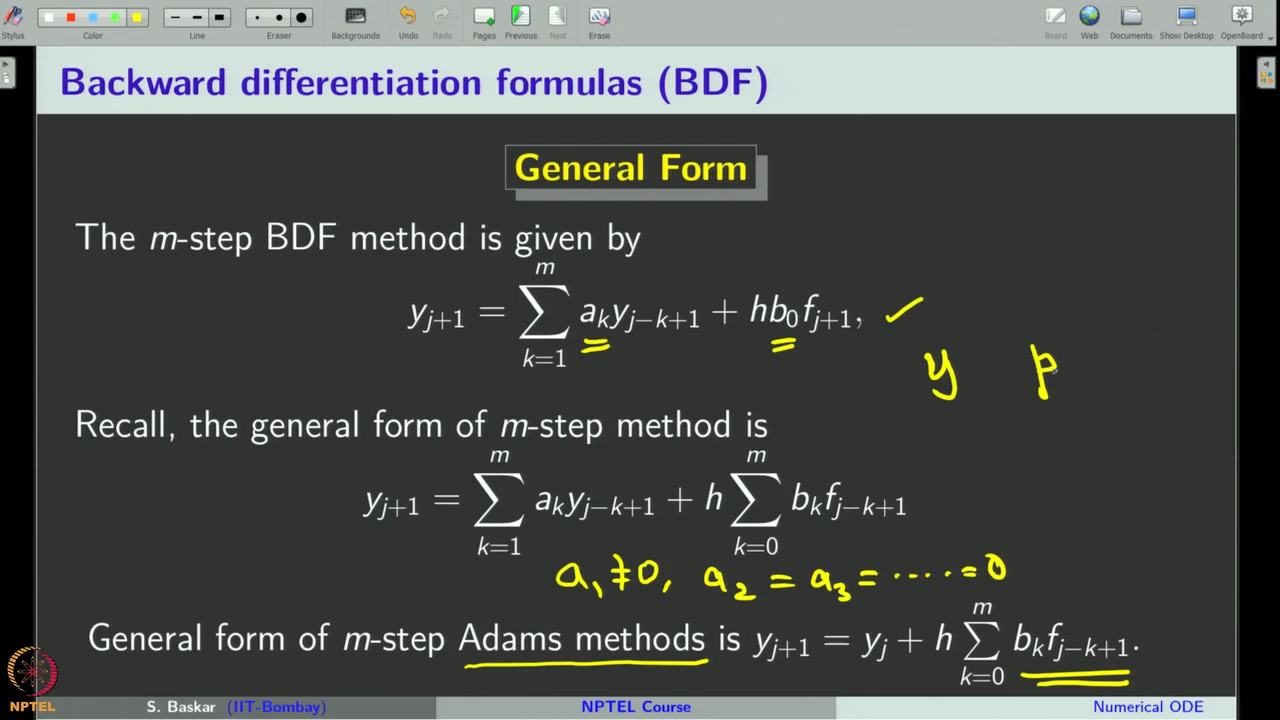 Stylus Color Line Eraser Backgrounds Undo Redo Pages Previous Next Erase Board Web Documents Show Desktop OpenBoard
Backward differentiation formulas (BDF)
General Form
The m-step BDF method is given by
y_{j+1} = \sum_{k=1}^{m} a_k y_{j-k+1} + h b_0 f_{j+1}, ✓
y p
Recall, the general form of m-step method is
y_{j+1} = \sum_{k=1}^{m} a_k y_{j-k+1} + h \sum_{k=0}^{m} b_k f_{j-k+1}
a_1 ≠ 0, a_2 = a_3 = ····· = 0
General form of m-step Adams methods is y_{j+1} = y_j + h \sum_{k=0}^{m} b_k f_{j-k+1}.
NPTEL
S. Baskar (IIT-Bombay) NPTEL Course Numerical ODE